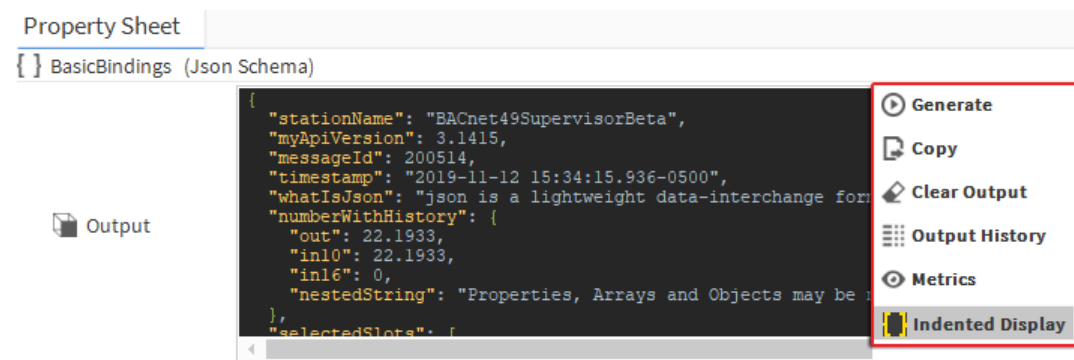 Property Sheet
{ } BasicBindings (Json Schema)
Output
{
"stationName": "BACnet49SupervisorBeta",
"myApiVersion": 3.1415,
"messageId": 200514,
"timestamp": "2019-11-12 15:34:15.936-0500",
"whatIsJson": "json is a lightweight data-interchange
"numberWithHistory": {
"out": 22.1933,
"in10": 22.1933,
"in16": 0,
"nestedString": "Properties, Arrays and Objects may be
},
"selectedSlots": [
Generate
Copy
Clear Output
Output History
Metrics
Indented Display